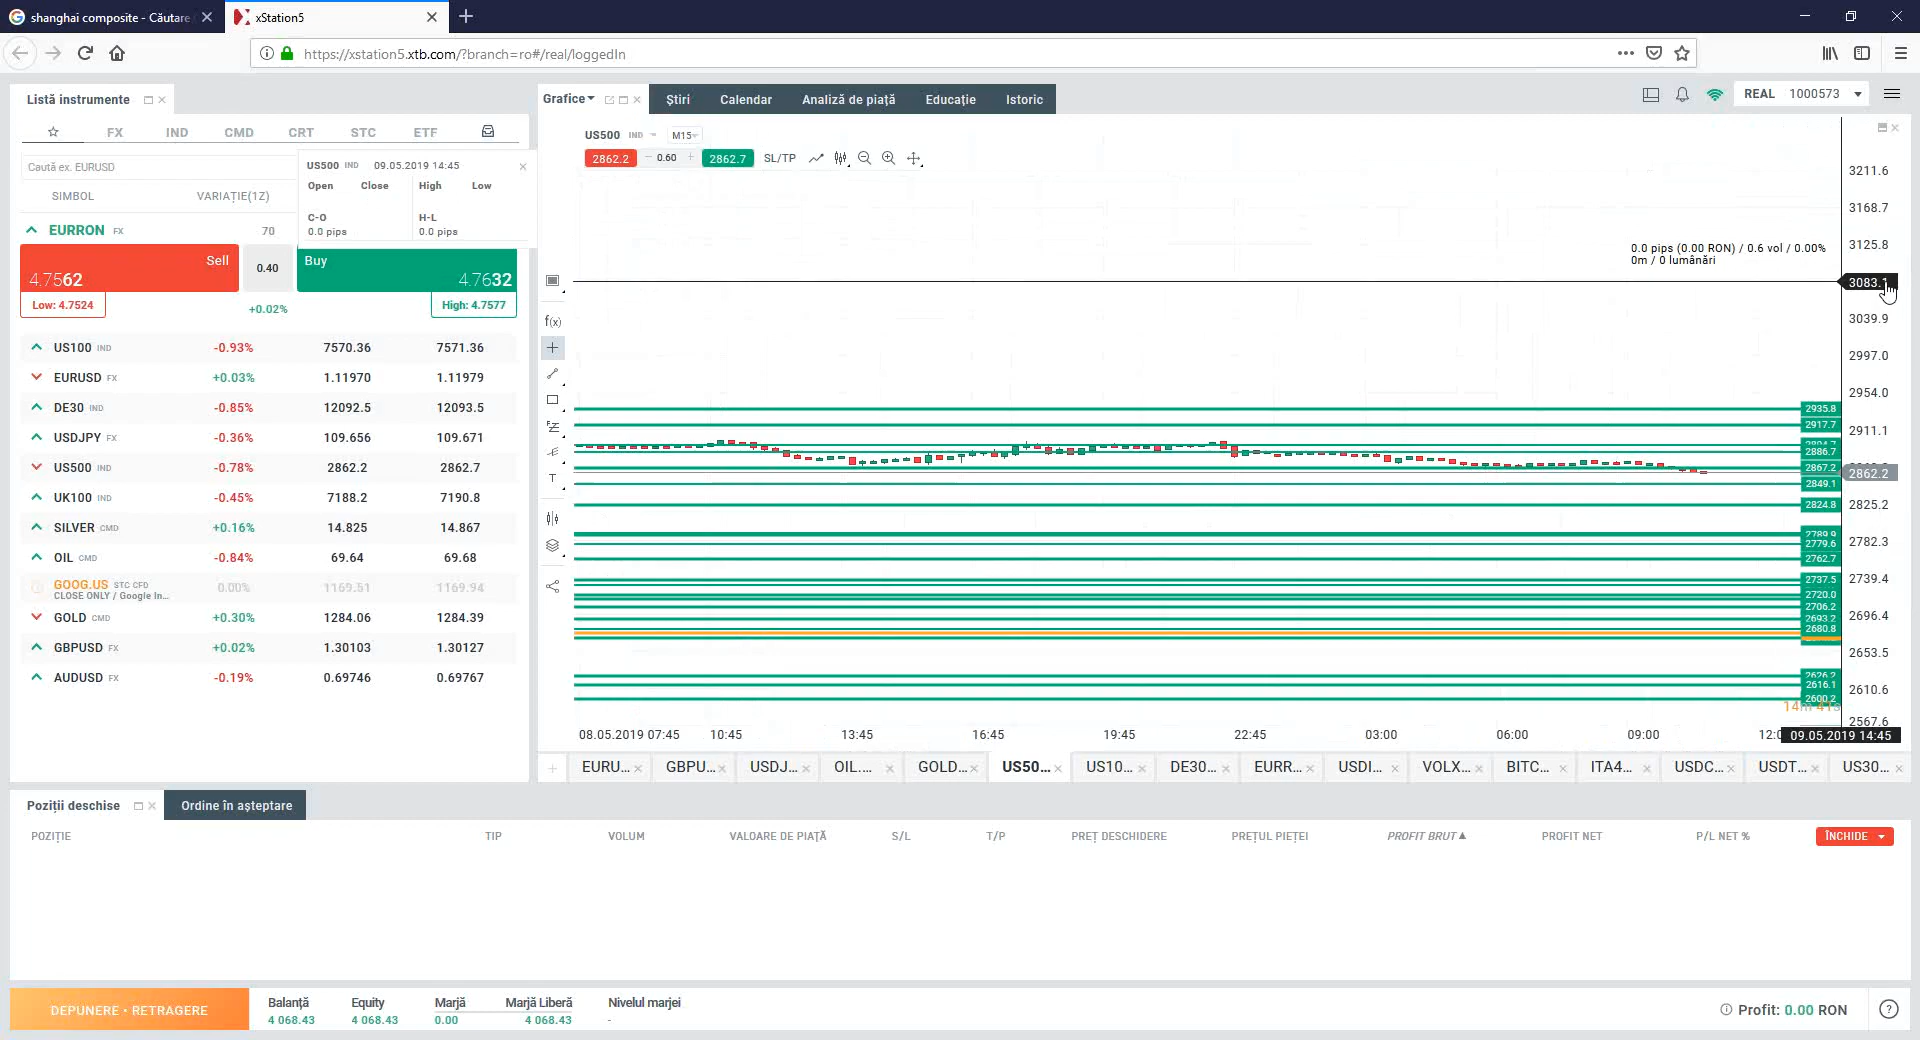 shanghai composite - Căutare
xStation5
https://xstation5.xtb.com/?branch=ro#/real/loggedIn
Listă instrumente
Grafice
Știri
Calendar
Analiză de piață
Educație
Istoric
REAL 1000573
FX IND CMD CRT STC ETF
Caută ex. EURUSD
SIMBOL VARIAȚIE(1Z)
US500 IND 09.05.2019 14:45
Open Close High Low
C-O H-L
0.0 pips 0.0 pips
EURRON FX 70
Sell 0.40 Buy
4.7562 4.7632
Low: 4.7524 +0.02% High: 4.7577
US100 IND -0.93% 7570.36 7571.36
EURUSD FX +0.03% 1.11970 1.11979
DE30 IND -0.85% 12092.5 12093.5
USDJPY FX -0.36% 109.656 109.671
US500 IND -0.78% 2862.2 2862.7
UK100 IND -0.45% 7188.2 7190.8
SILVER CMD +0.16% 14.825 14.867
OIL CMD -0.84% 69.64 69.68
GOOG.US STC CFD 0.00% 1169.51 1169.94
CLOSE ONLY / Google In...
GOLD CMD +0.30% 1284.06 1284.39
GBPUSD FX +0.02% 1.30103 1.30127
AUDUSD FX -0.19% 0.69746 0.69767
US500 IND M15
2862.2 0.60 2862.7 SL/TP
f(x)
T
0.0 pips (0.00 RON) / 0.6 vol / 0.00%
0m / 0 lumânări
3211.6
3168.7
3125.8
3039.9
2997.0
2954.0
2911.1
2862.2
2825.2
2782.3
2739.4
2696.4
2653.5
2610.6
2567.6
2935.8
2917.7
2886.7
2867.2
2849.1
2824.8
2789.9
2779.6
2762.7
2737.5
2720.0
2706.2
2693.2
2680.8
2626.2
2616.1
2600.2
08.05.2019 07:45 10:45 13:45 16:45 19:45 22:45 03:00 06:00 09:00 09.05.2019 14:45
EURU... GBPU... USDJ... OIL.... GOLD... US50... US10... DE30... EURR... USDI... VOLX... BITC... ITA4... USDC... USDT... US30...
Poziții deschise
Ordine în așteptare
POZIȚIE TIP VOLUM VALOARE DE PIAȚĂ S/L T/P PREȚ DESCHIDERE PREȚUL PIEȚEI PROFIT BRUT PROFIT NET P/L NET % ÎNCHIDE
DEPUNERE • RETRAGERE
Balanță Equity Marjă Marjă Liberă Nivelul marjei
4 068.43 4 068.43 0.00 4 068.43 -
Profit: 0.00 RON